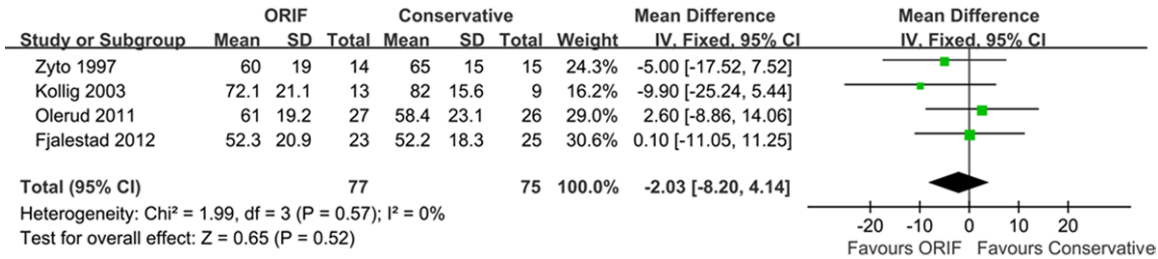 ORIF Conservative Mean Difference Mean Difference
Study or Subgroup Mean SD Total Mean SD Total Weight IV, Fixed, 95% CI IV, Fixed, 95% CI
Zyto 1997 60 19 14 65 15 15 24.3% -5.00 [-17.52, 7.52]
Kollig 2003 72.1 21.1 13 82 15.6 9 16.2% -9.90 [-25.24, 5.44]
Olerud 2011 61 19.2 27 58.4 23.1 26 29.0% 2.60 [-8.86, 14.06]
Fjalestad 2012 52.3 20.9 23 52.2 18.3 25 30.6% 0.10 [-11.05, 11.25]
Total (95% CI) 77 75 100.0% -2.03 [-8.20, 4.14]
Heterogeneity: Chi² = 1.99, df = 3 (P = 0.57); I² = 0%
Test for overall effect: Z = 0.65 (P = 0.52)
-20 -10 0 10 20
Favours ORIF Favours Conservative